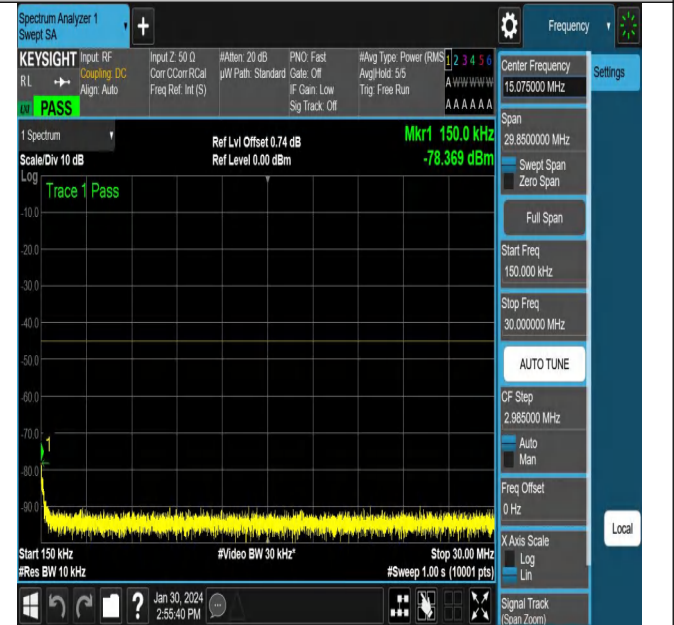 Spectrum Analyzer 1
Swept SA
+
Frequency
KEYSIGHT
RL
LXI
PASS
Input: RF
Coupling: DC
Align: Auto
Input Z: 50 Ω
Corr CCorr RCal
Freq Ref: Int (S)
#Atten: 20 dB
µW Path: Standard
PNO: Fast
Gate: Off
IF Gain: Low
Sig Track: Off
#Avg Type: Power (RMS
Avg|Hold: 5/5
Trig: Free Run
1 2 3 4 5 6
A W W W W W
A A A A A A
Center Frequency
15.075000 MHz
Settings
1 Spectrum
Scale/Div 10 dB
Ref Lvl Offset 0.74 dB
Ref Level 0.00 dBm
Mkr1 150.0 kHz
-78.369 dBm
Log
Trace 1 Pass
-10.0
-20.0
-30.0
-40.0
-50.0
-60.0
-70.0
-80.0
-90.0
1
Start 150 kHz
#Res BW 10 kHz
#Video BW 30 kHz*
Stop 30.00 MHz
#Sweep 1.00 s (10001 pts)
Span
29.8500000 MHz
Swept Span
Zero Span
Full Span
Start Freq
150.000 kHz
Stop Freq
30.000000 MHz
AUTO TUNE
CF Step
2.985000 MHz
Auto
Man
Freq Offset
0 Hz
X Axis Scale
Log
Lin
Local
Signal Track
(Span Zoom)
?
Jan 30, 2024
2:55:40 PM